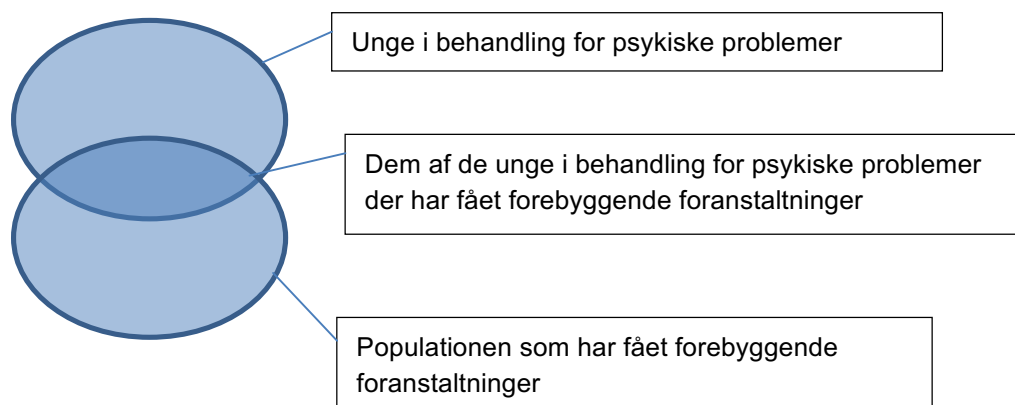 Unge i behandling for psykiske problemer
Dem af de unge i behandling for psykiske problemer
der har fået forebyggende foranstaltninger
Populationen som har fået forebyggende
foranstaltninger